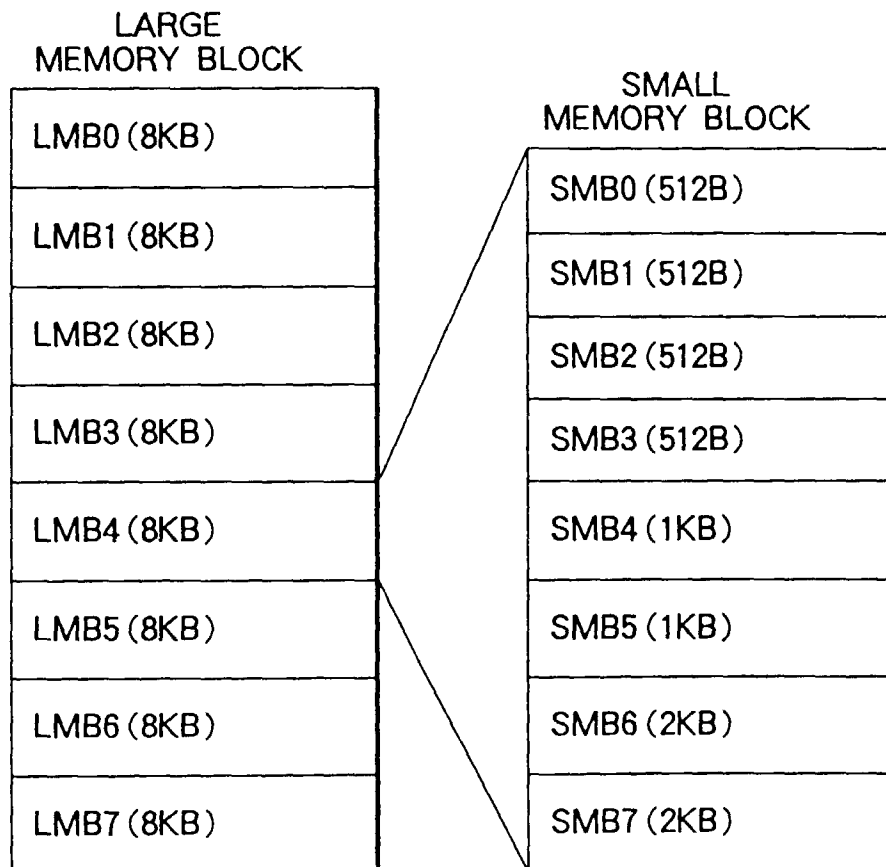 LARGE
MEMORY BLOCK
LMB0 (8KB)
LMB1 (8KB)
LMB2 (8KB)
LMB3 (8KB)
LMB4 (8KB)
LMB5 (8KB)
LMB6 (8KB)
LMB7 (8KB)
SMALL
MEMORY BLOCK
SMB0 (512B)
SMB1 (512B)
SMB2 (512B)
SMB3 (512B)
SMB4 (1KB)
SMB5 (1KB)
SMB6 (2KB)
SMB7 (2KB)